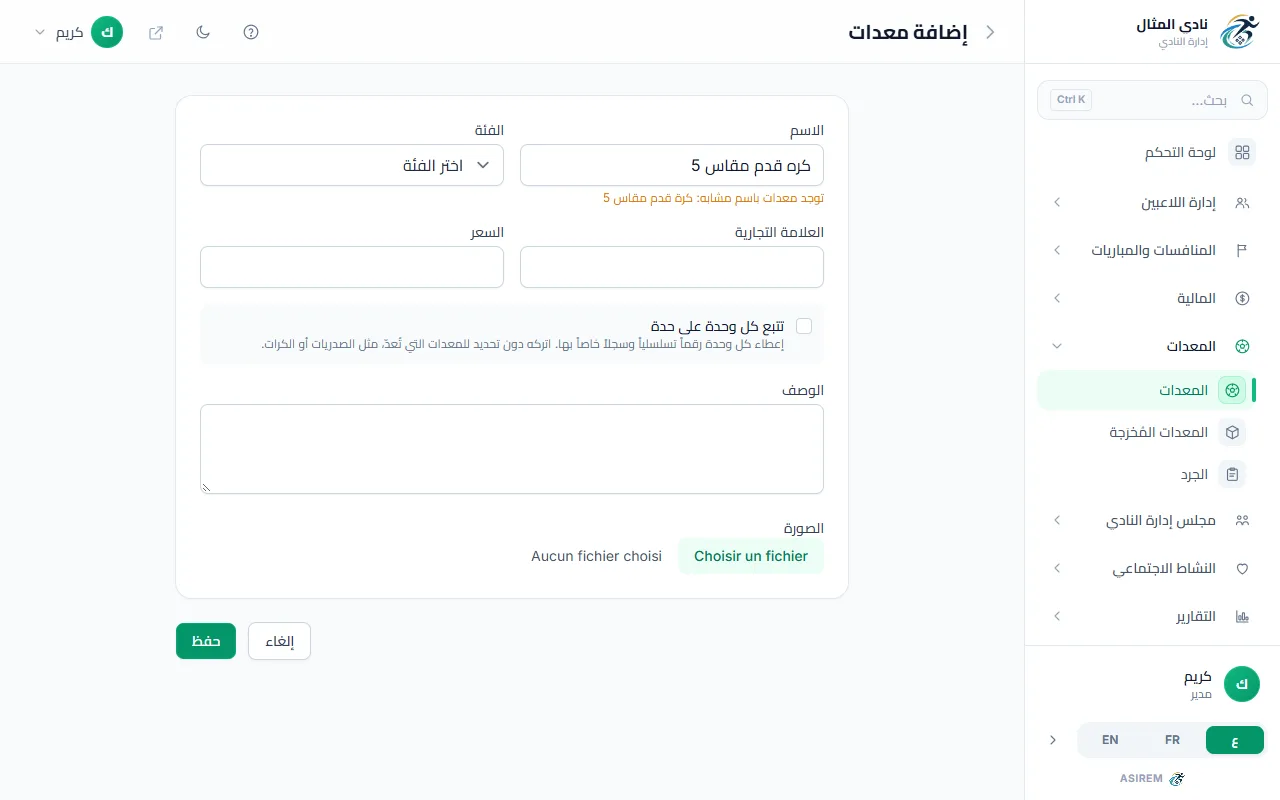 نادي المثال
إدارة النادي
بحث...
Ctrl K
لوحة التحكم
إدارة اللاعبين
المنافسات والمباريات
المالية
المعدات
المعدات
المعدات المُخرَجة
الجرد
مجلس إدارة النادي
النشاط الاجتماعي
التقارير
ك
كريم
مدير
ع
FR
EN
ASIREM
إضافة معدات
ك
كريم
الاسم
كره قدم مقاس 5
توجد معدات باسم مشابه: كرة قدم مقاس 5
الفئة
اختر الفئة
العلامة التجارية
السعر
تتبع كل وحدة على حدة
إعطاء كل وحدة رقماً تسلسلياً وسجلاً خاصاً بها. اتركه دون تحديد للمعدات التي تُعدّ، مثل الصدريات أو الكرات.
الوصف
الصورة
Choisir un fichier
Aucun fichier choisi
إلغاء
حفظ